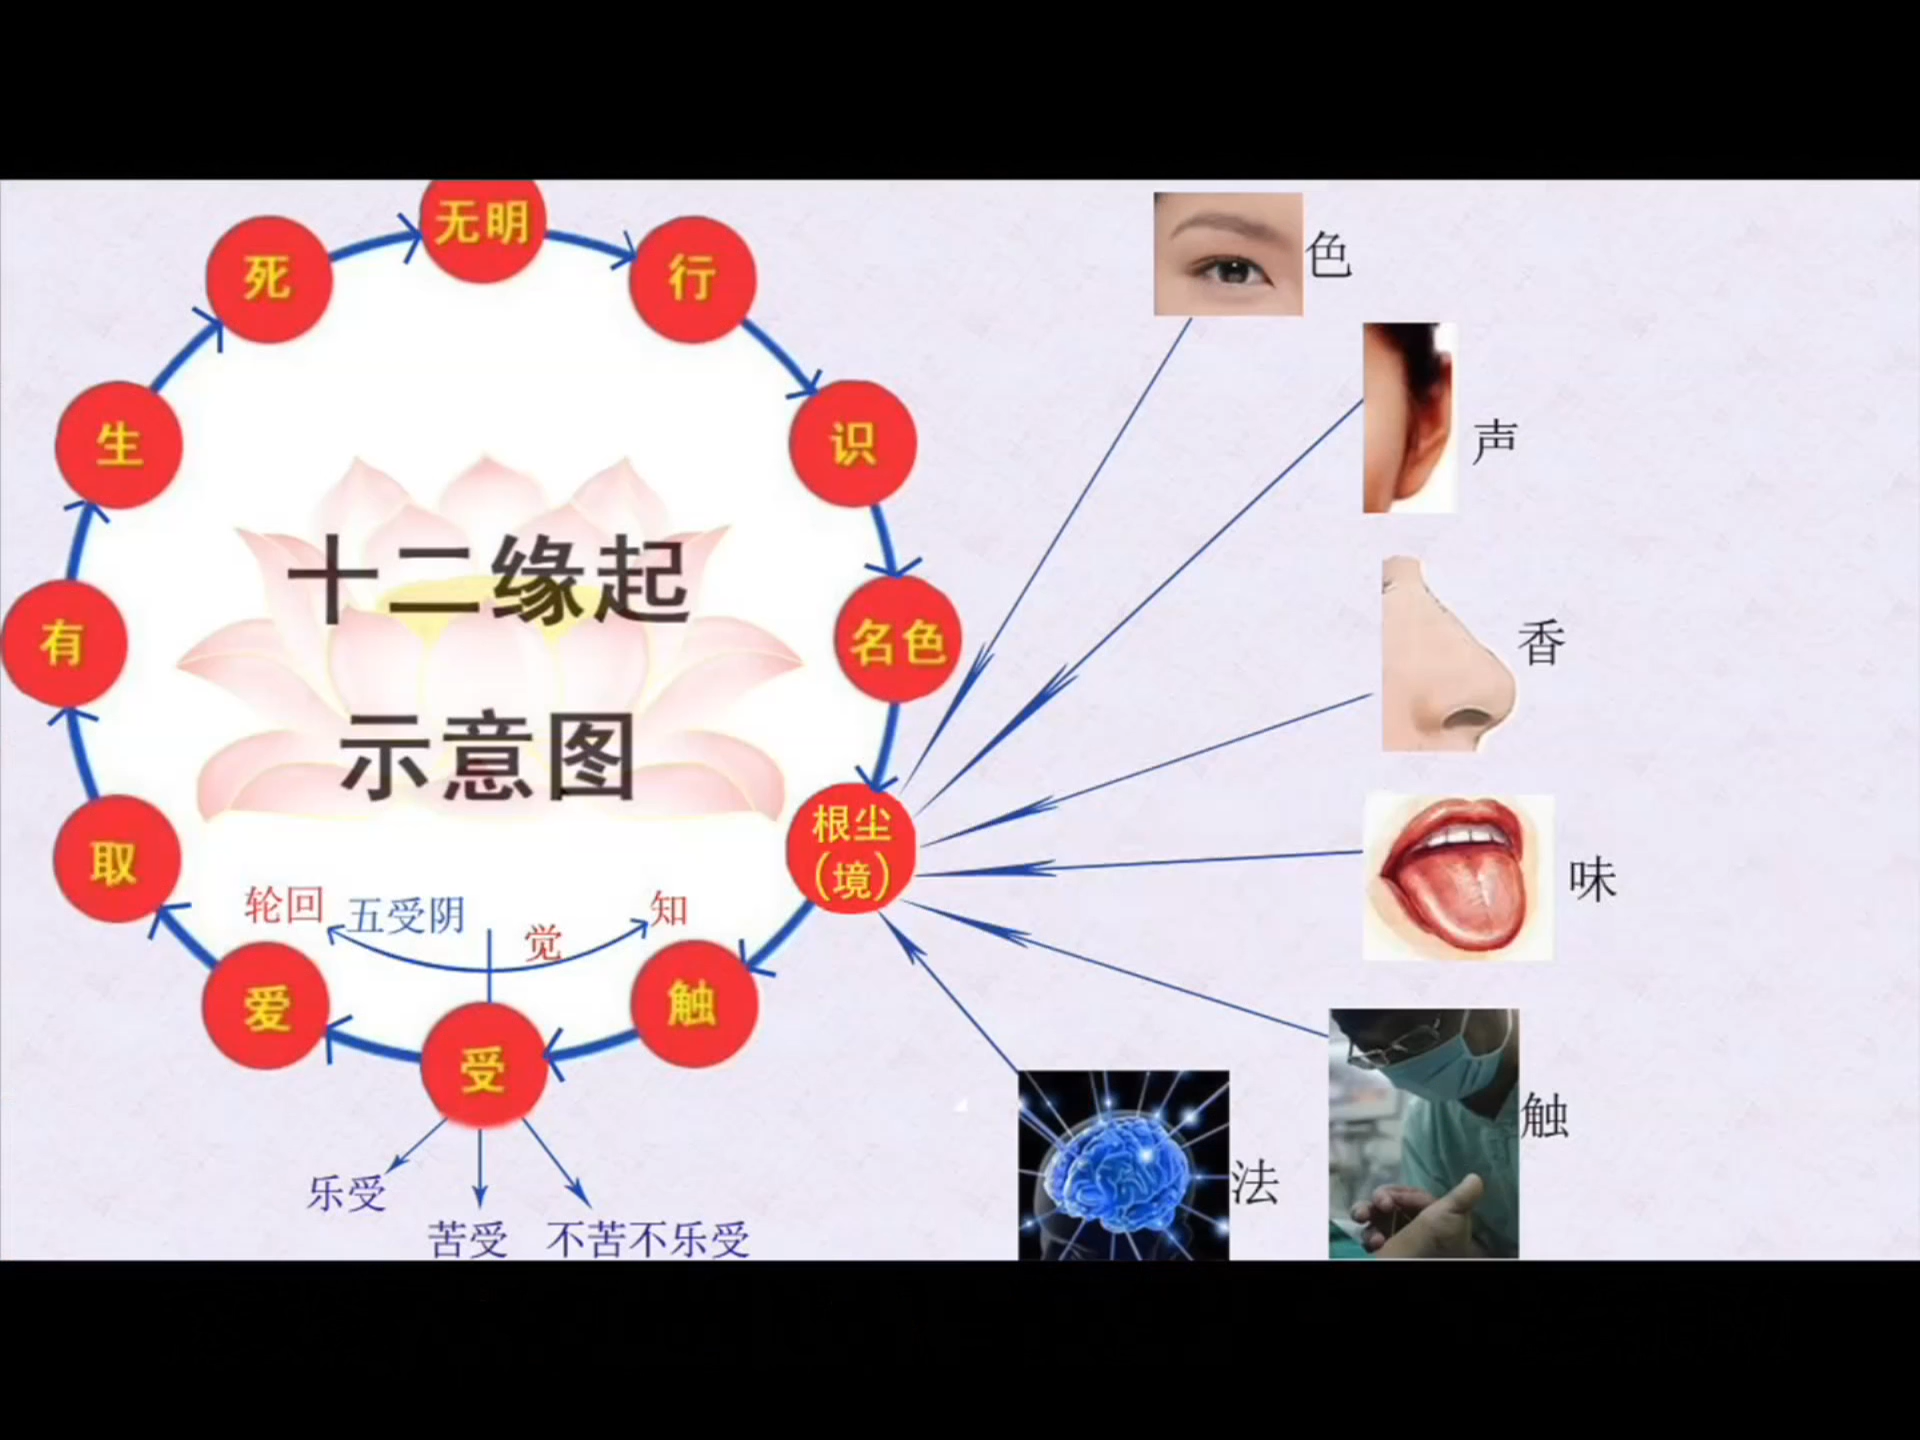 无明
死
行
生
识
十二缘起
示意图
有
名色
取
根尘
（境）
轮回
五受阴
觉
知
爱
触
受
乐受
苦受
不苦不乐受
色
声
香
味
触
法